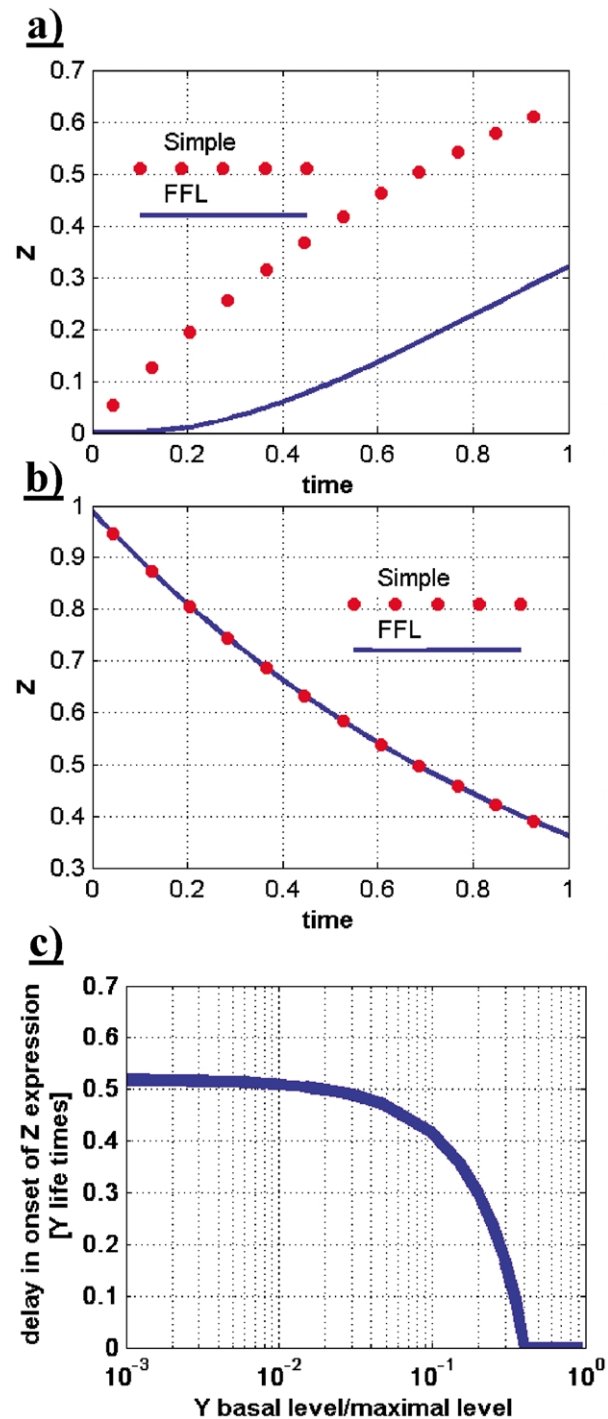 a)
0.7
0.6
0.5
0.4
0.3
0.2
0.1
0
Z
Simple
FFL
0 0.2 0.4 0.6 0.8 1
time
b)
1
0.9
0.8
0.7
0.6
0.5
0.4
0.3
Z
Simple
FFL
0 0.2 0.4 0.6 0.8 1
time
c)
0.7
0.6
0.5
0.4
0.3
0.2
0.1
0
delay in onset of Z expression
[Y life times]
10-3 10-2 10-1 100
Y basal level/maximal level